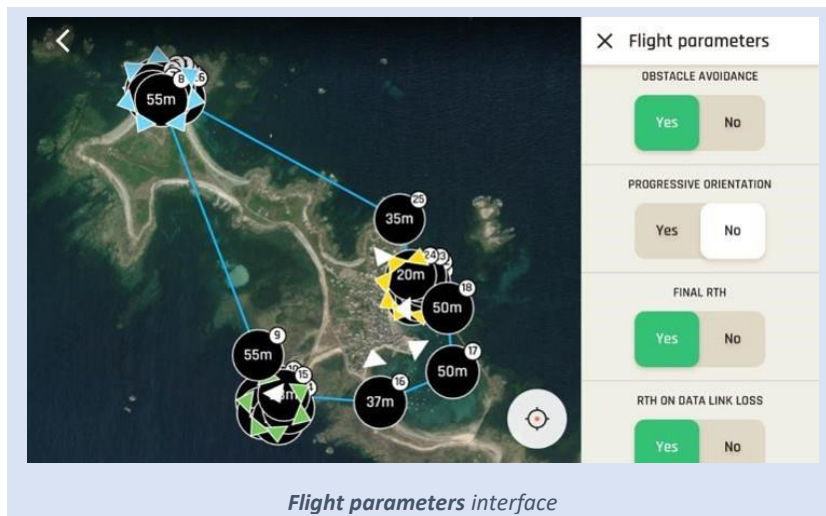 Flight parameters
OBSTACLE AVOIDANCE
Yes No
PROGRESSIVE ORIENTATION
Yes No
FINAL RTH
Yes No
RTH ON DATA LINK LOSS
Yes No
8
55m
25
35m
24
20m
18
50m
9
55m
17
50m
15
16
37m
Flight parameters interface